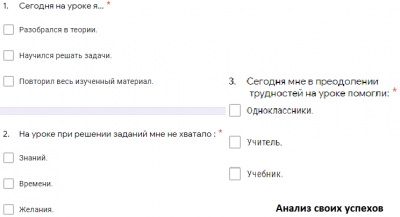 1. Сегодня на уроке я... *
Разобрался в теории.
Научился решать задачи.
Повторил весь изученный материал.
2. На уроке при решении заданий мне не хватало : *
Знаний.
Времени.
Желания.
3. Сегодня мне в преодолении
трудностей на уроке помогли: *
Одноклассники.
Учитель.
Учебник.
Анализ своих успехов